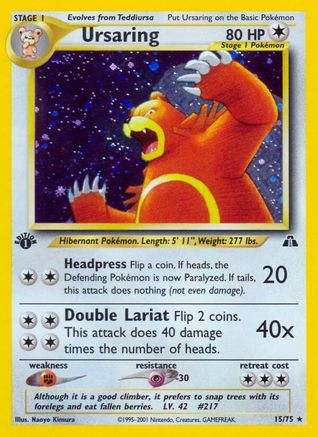 STAGE 1 Evolves from Teddiursa Put Ursaring on the Basic Pokémon
Ursaring 80 HP
Stage 1 Pokémon
EDITION
1
Hibernant Pokémon. Length: 5' 11", Weight: 277 lbs.
Headpress Flip a coin. If heads, the
Defending Pokémon is now Paralyzed. If tails,
this attack does nothing (not even damage).
20
Double Lariat Flip 2 coins.
This attack does 40 damage
times the number of heads.
40x
weakness resistance retreat cost
-30
Although it is a good climber, it prefers to snap trees with its
forelegs and eat fallen berries. LV. 42 #217
Illus. Naoyo Kimura ©1995-2001 Nintendo, Creatures, GAMEFREAK. 15/75 ★